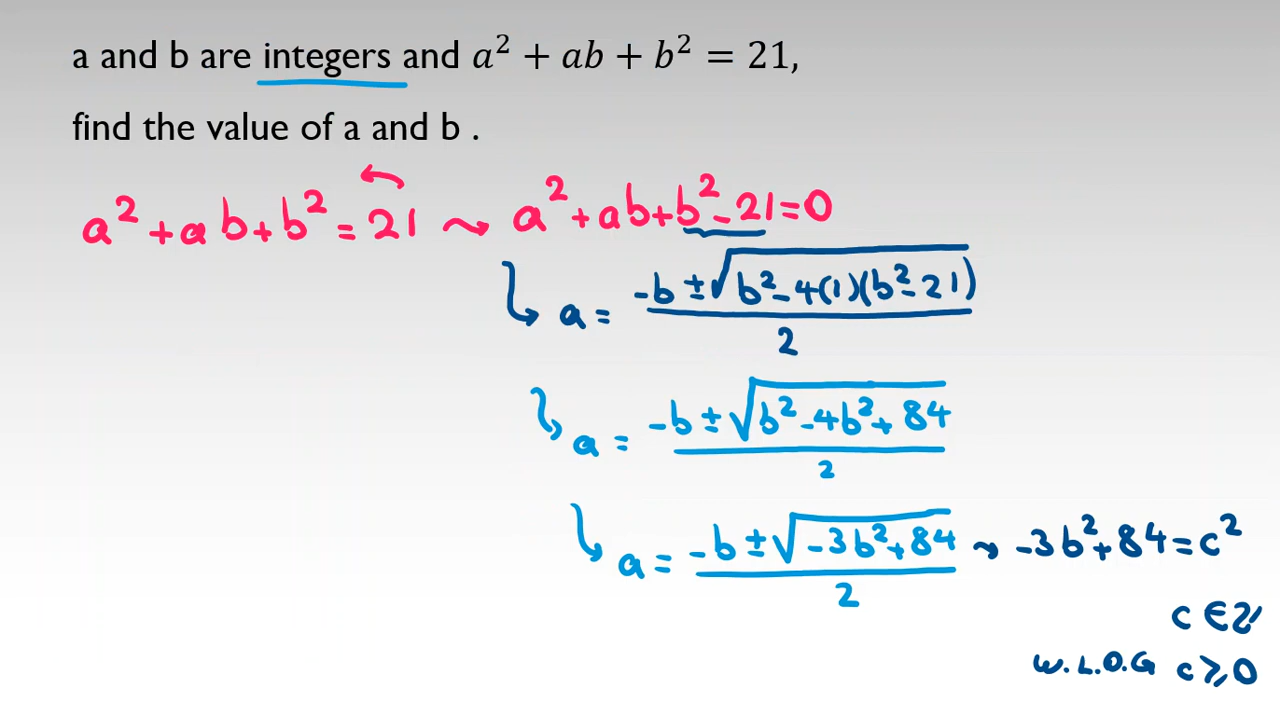 a and b are integers and a² + ab + b² = 21,
find the value of a and b .
a²+ab+b²=21 ⤳ a²+ab+b²-21=0
a = (-b±√(b²-4(1)(b²-21)))/2
a = (-b±√(b²-4b²+84))/2
a = (-b±√(-3b²+84))/2 ⤳ -3b²+84=c²
c∈ℤ
W.L.O.G c⩾0